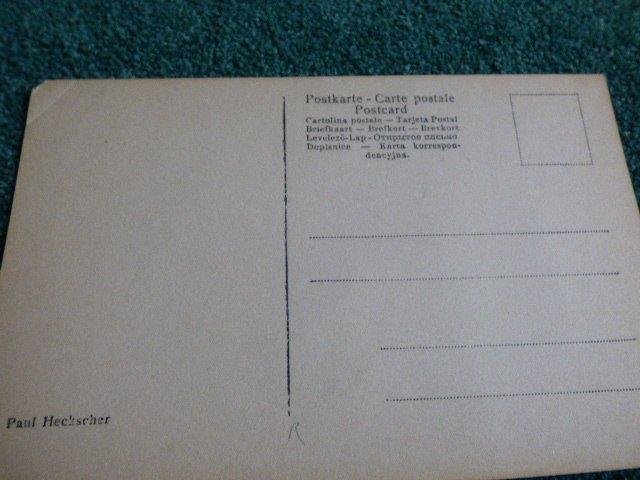 Postkarte - Carte postale
Postcard
Cartolina postale — Tarjeta Postal
Briefkaart — Brefkort — Brevkort
Levelező-Lap - Открытое письмо
Dopisnice — Karta korrespon-
dencyjna.
Paul Heckscher
R